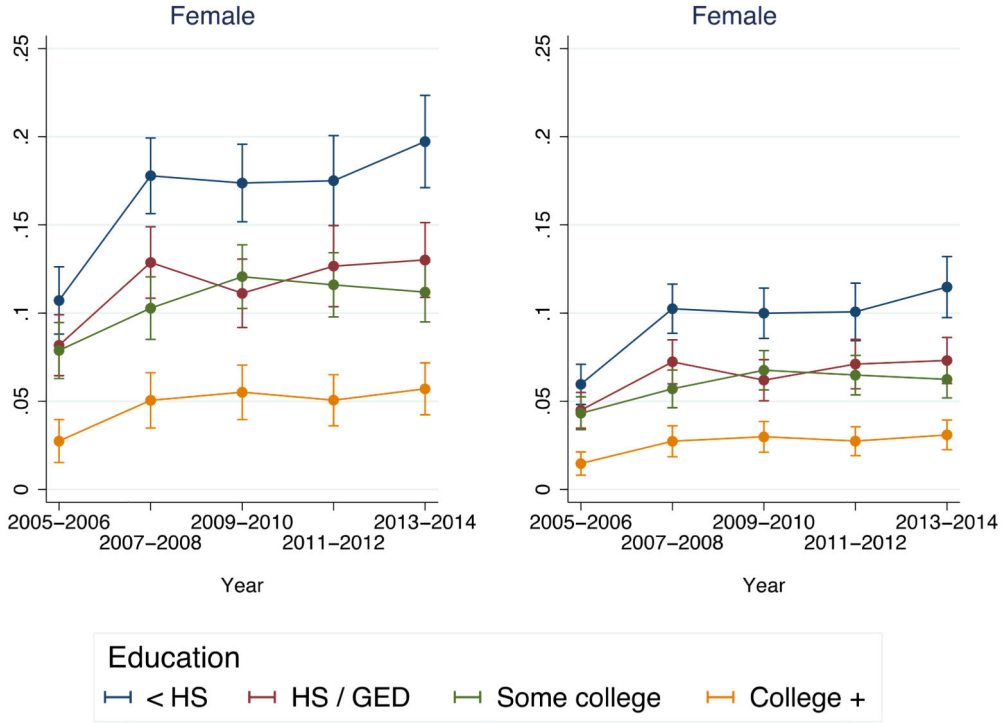 Female
.25
.2
.15
.1
.05
0
2005–2006
2007–2008
2009–2010
2011–2012
2013–2014
Year
Female
.25
.2
.15
.1
.05
0
2005–2006
2007–2008
2009–2010
2011–2012
2013–2014
Year
Education
< HS
HS / GED
Some college
College +